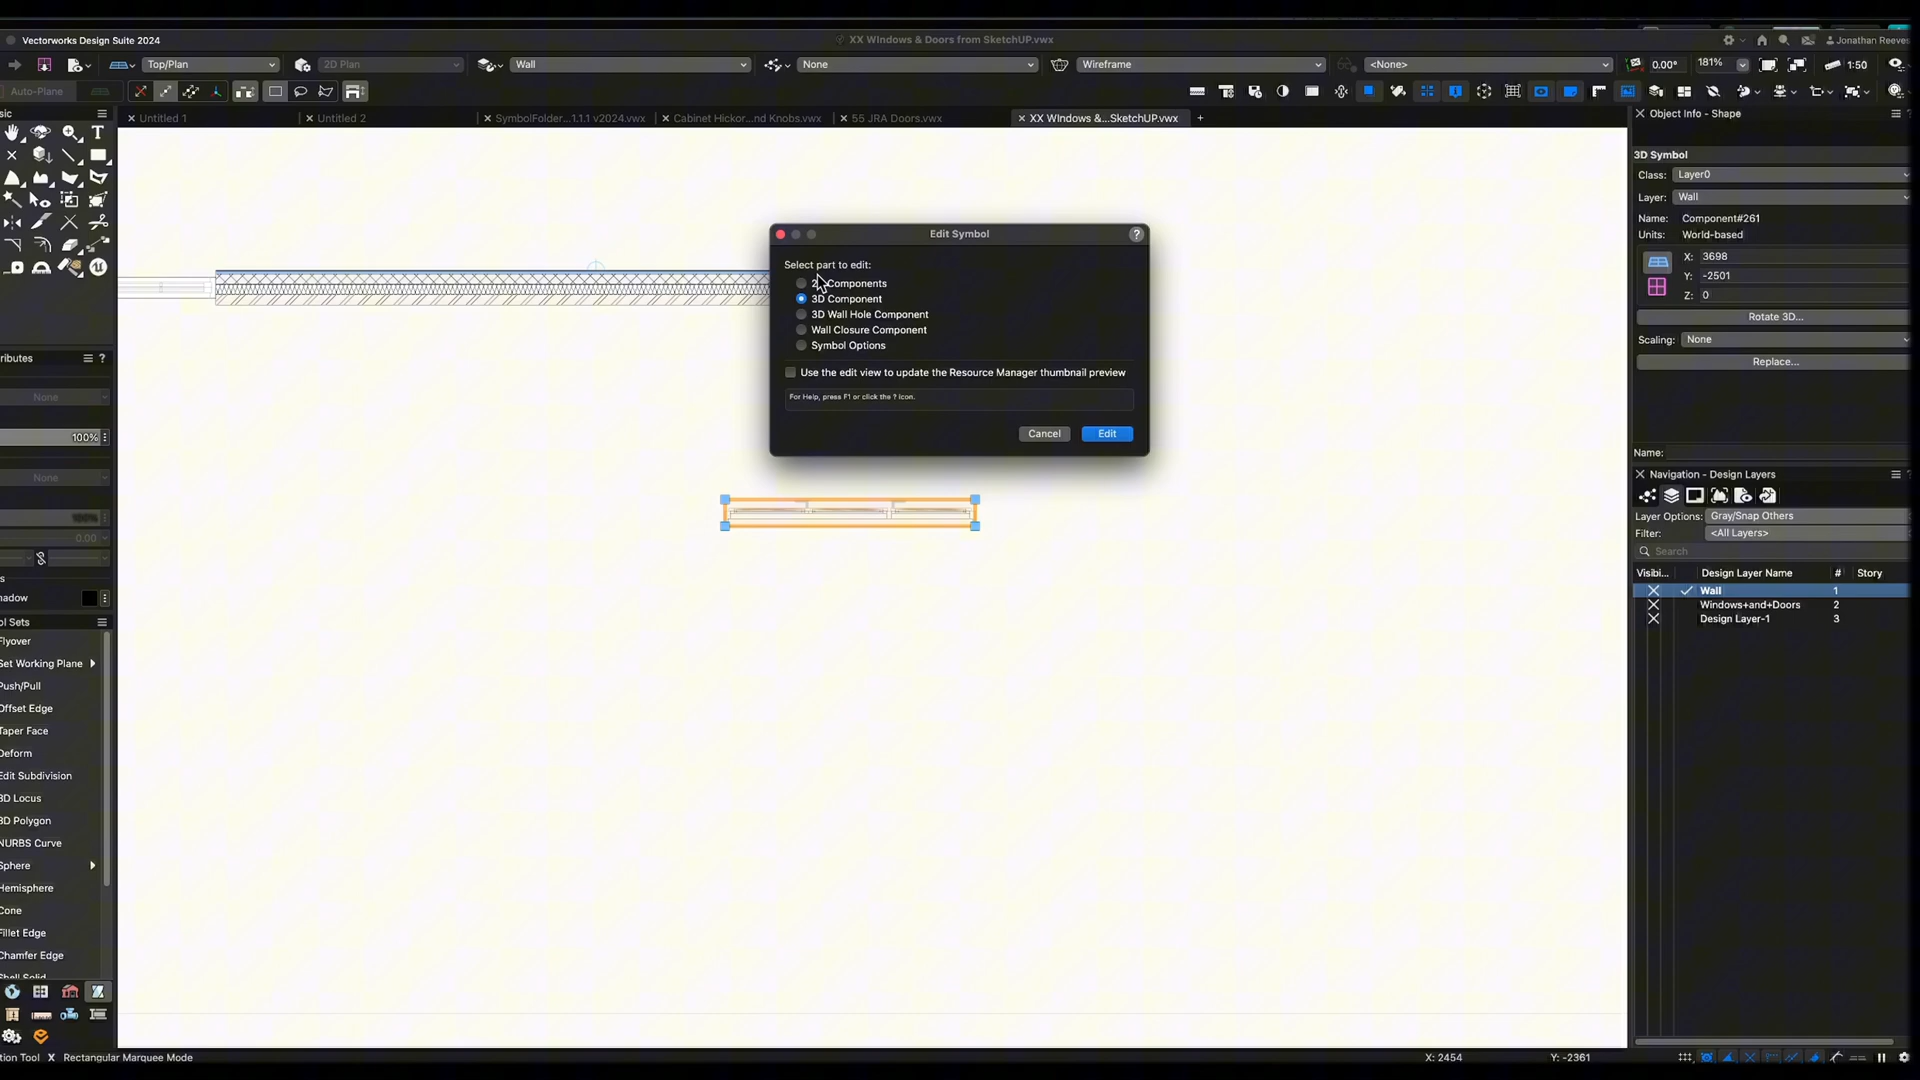 Vectorworks Design Suite 2024
XX WIndows & Doors from SketchUP.vwx
Jonathan Reeves
Top/Plan
2D Plan
Wall
None
Wireframe
<None>
0.00°
181%
1:50
Auto-Plane
Untitled 1
Untitled 2
SymbolFolder...1.1.1 v2024.vwx
Cabinet Hickor...nd Knobs.vwx
55 JRA Doors.vwx
XX WIndows &...SketchUP.vwx
sic
Object Info - Shape
3D Symbol
Class: Layer0
Layer: Wall
Name: Component#261
Units: World-based
X: 3698
Y: -2501
Z: 0
Rotate 3D...
Scaling: None
Replace...
Name:
Edit Symbol
Select part to edit:
Components
3D Component
3D Wall Hole Component
Wall Closure Component
Symbol Options
Use the edit view to update the Resource Manager thumbnail preview
For Help, press F1 or click the ? icon.
Cancel
Edit
ributes
None
100%
None
100%
0.00
s
hadow
ol Sets
Flyover
Set Working Plane
Push/Pull
Offset Edge
Taper Face
Deform
Edit Subdivision
3D Locus
3D Polygon
NURBS Curve
Sphere
Hemisphere
Cone
Fillet Edge
Chamfer Edge
Shell Solid
Navigation - Design Layers
Layer Options: Gray/Snap Others
Filter: <All Layers>
Search
Visibi... Design Layer Name # Story
Wall 1
Windows+and+Doors 2
Design Layer-1 3
tion Tool X Rectangular Marquee Mode
X: 2454
Y: -2361